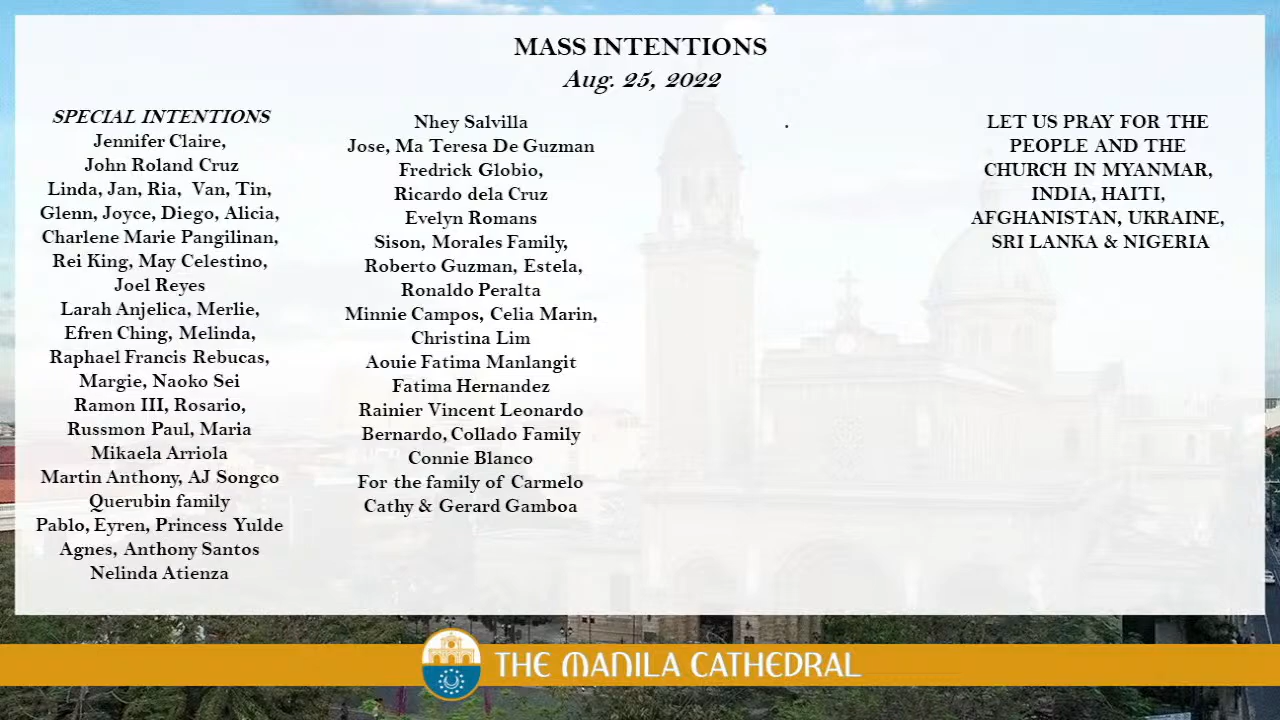 MASS INTENTIONS
Aug. 25, 2022
SPECIAL INTENTIONS
Jennifer Claire,
John Roland Cruz
Linda, Jan, Ria, Van, Tin,
Glenn, Joyce, Diego, Alicia,
Charlene Marie Pangilinan,
Rei King, May Celestino,
Joel Reyes
Larah Anjelica, Merlie,
Efren Ching, Melinda,
Raphael Francis Rebucas,
Margie, Naoko Sei
Ramon III, Rosario,
Russmon Paul, Maria
Mikaela Arriola
Martin Anthony, AJ Songco
Querubin family
Pablo, Eyren, Princess Yulde
Agnes, Anthony Santos
Nelinda Atienza
Nhey Salvilla
Jose, Ma Teresa De Guzman
Fredrick Globio,
Ricardo dela Cruz
Evelyn Romans
Sison, Morales Family,
Roberto Guzman, Estela,
Ronaldo Peralta
Minnie Campos, Celia Marin,
Christina Lim
Aouie Fatima Manlangit
Fatima Hernandez
Rainier Vincent Leonardo
Bernardo, Collado Family
Connie Blanco
For the family of Carmelo
Cathy & Gerard Gamboa
.
LET US PRAY FOR THE
PEOPLE AND THE
CHURCH IN MYANMAR,
INDIA, HAITI,
AFGHANISTAN, UKRAINE,
SRI LANKA & NIGERIA
THE MANILA CATHEDRAL